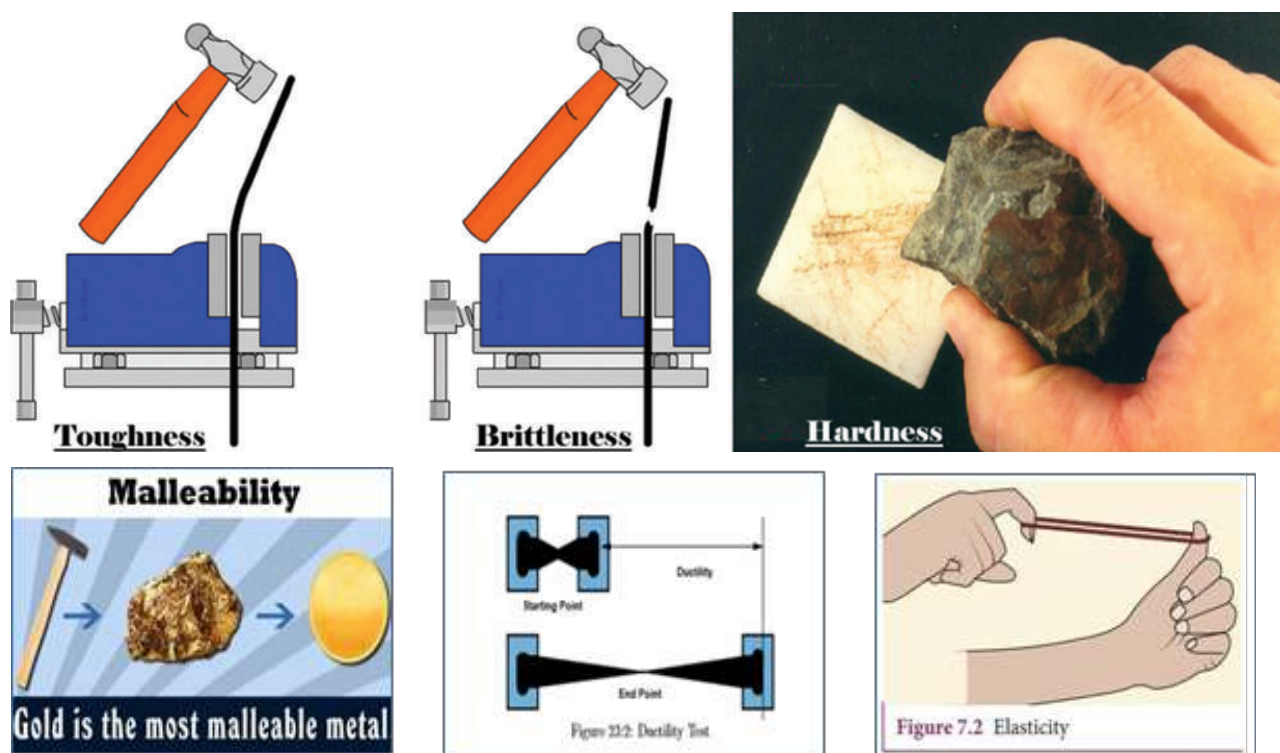 Toughness
Brittleness
Hardness
Malleability
Gold is the most malleable metal
Ductility
Starting Point
End Point
Figure 23.2: Ductility Test
Figure 7.2 Elasticity